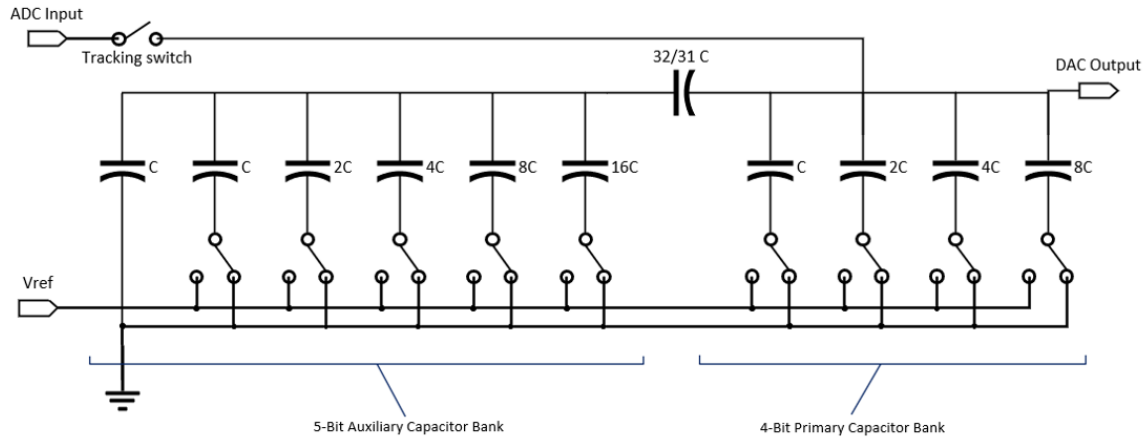 ADC Input
Tracking switch
32/31 C
DAC Output
C
C
2C
4C
8C
16C
C
2C
4C
8C
Vref
5-Bit Auxiliary Capacitor Bank
4-Bit Primary Capacitor Bank